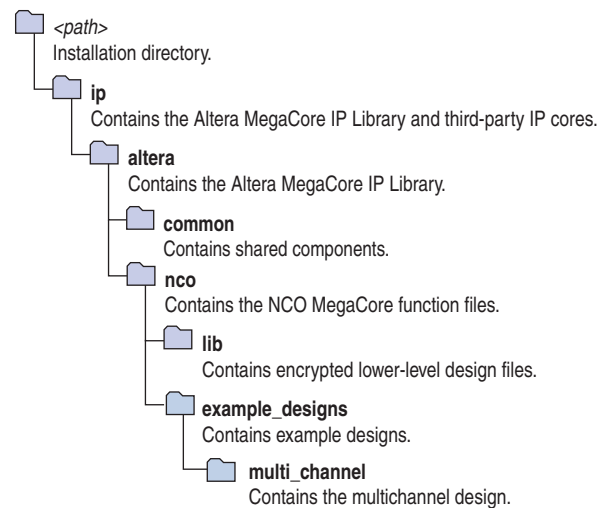 <path>
Installation directory.
ip
Contains the Altera MegaCore IP Library and third-party IP cores.
altera
Contains the Altera MegaCore IP Library.
common
Contains shared components.
nco
Contains the NCO MegaCore function files.
lib
Contains encrypted lower-level design files.
example_designs
Contains example designs.
multi_channel
Contains the multichannel design.